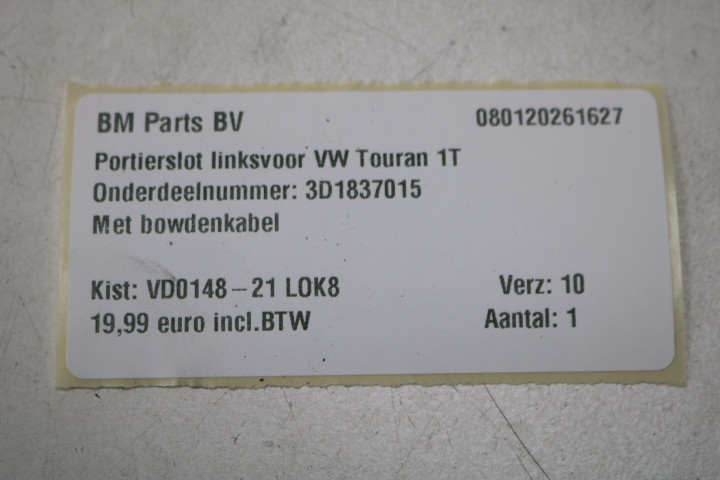 BM Parts BV 080120261627
Portierslot linksvoor VW Touran 1T
Onderdeelnummer: 3D1837015
Met bowdenkabel
Kist: VD0148-21 LOK8 Verz: 10
19,99 euro incl.BTW Aantal: 1